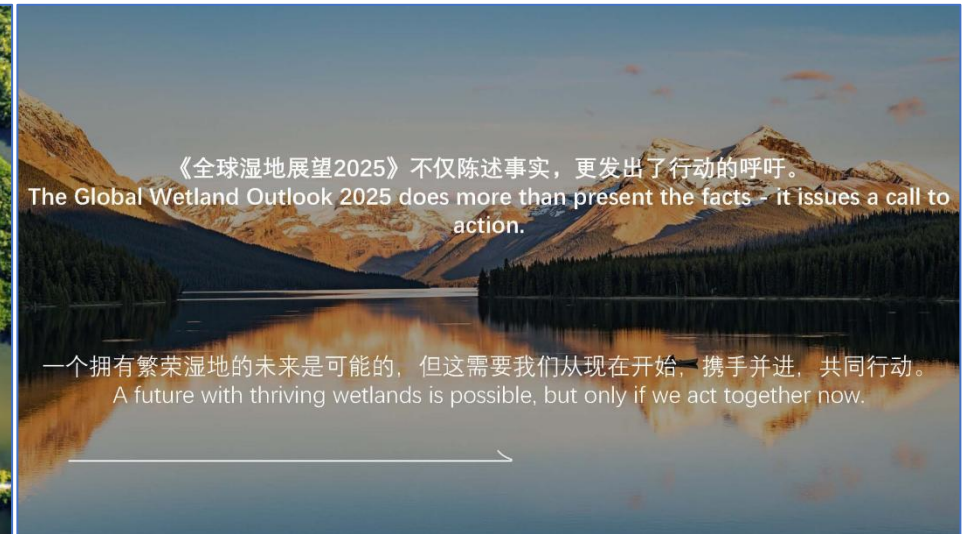 《全球湿地展望2025》不仅陈述事实，更发出了行动的呼吁。
The Global Wetland Outlook 2025 does more than present the facts - it issues a call to
action.
一个拥有繁荣湿地的未来是可能的，但这需要我们从现在开始，携手并进，共同行动。
A future with thriving wetlands is possible, but only if we act together now.